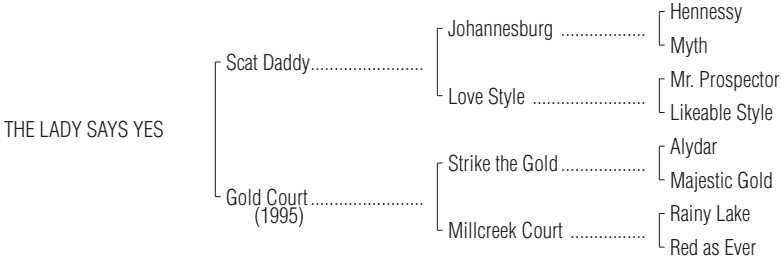 Hennessy
Johannesburg ..................
Myth
Scat Daddy........................
Mr. Prospector
Love Style ........................
Likeable Style
THE LADY SAYS YES
Alydar
Strike the Gold ..................
Majestic Gold
Gold Court ........................
(1995)
Rainy Lake
Millcreek Court ................
Red as Ever